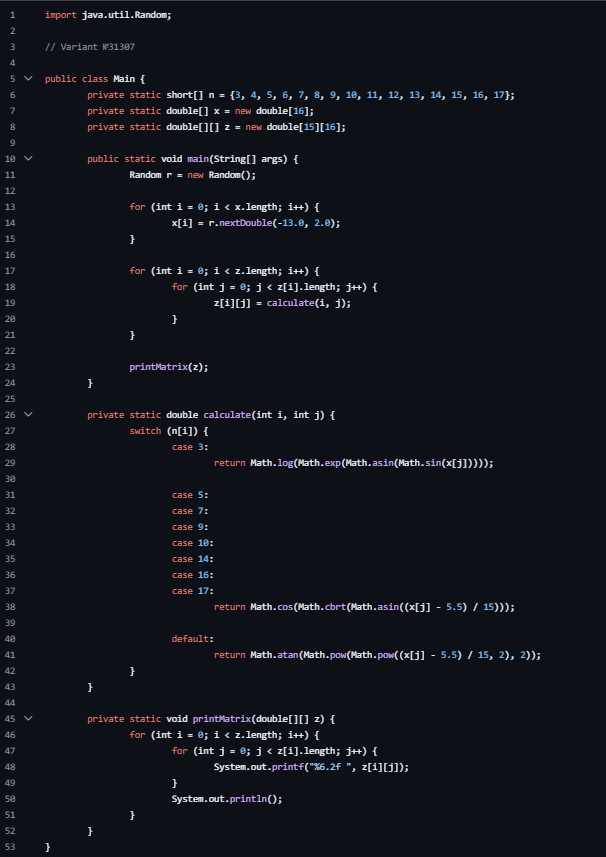 1 import java.util.Random;
2
3 // Variant №31307
4
5 public class Main {
6 private static short[] n = {3, 4, 5, 6, 7, 8, 9, 10, 11, 12, 13, 14, 15, 16, 17};
7 private static double[] x = new double[16];
8 private static double[][] z = new double[15][16];
9
10 public static void main(String[] args) {
11 Random r = new Random();
12
13 for (int i = 0; i < x.length; i++) {
14 x[i] = r.nextDouble(-13.0, 2.0);
15 }
16
17 for (int i = 0; i < z.length; i++) {
18 for (int j = 0; j < z[i].length; j++) {
19 z[i][j] = calculate(i, j);
20 }
21 }
22
23 printMatrix(z);
24 }
25
26 private static double calculate(int i, int j) {
27 switch (n[i]) {
28 case 3:
29 return Math.log(Math.exp(Math.asin(Math.sin(x[j]))));
30
31 case 5:
32 case 7:
33 case 9:
34 case 10:
35 case 14:
36 case 16:
37 case 17:
38 return Math.cos(Math.cbrt(Math.asin((x[j] - 5.5) / 15)));
39
40 default:
41 return Math.atan(Math.pow(Math.pow((x[j] - 5.5) / 15, 2), 2));
42 }
43 }
44
45 private static void printMatrix(double[][] z) {
46 for (int i = 0; i < z.length; i++) {
47 for (int j = 0; j < z[i].length; j++) {
48 System.out.printf("%6.2f ", z[i][j]);
49 }
50 System.out.println();
51 }
52 }
53 }